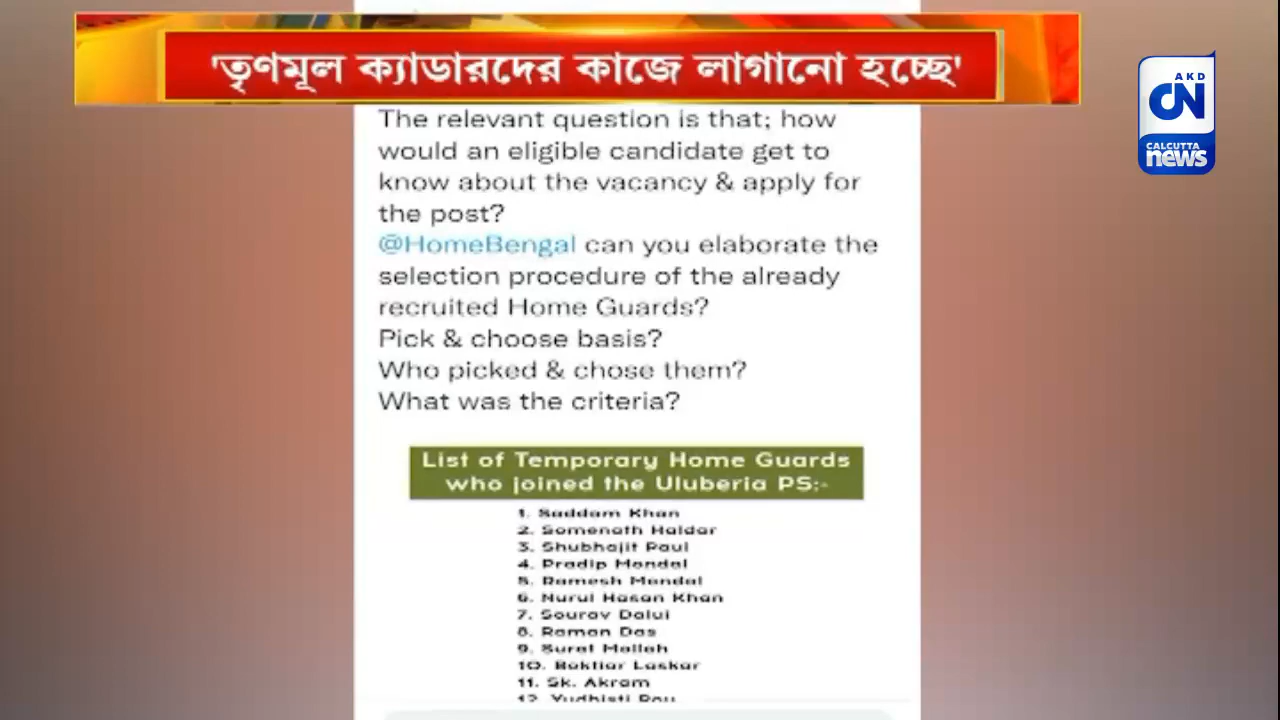 'তৃণমূল ক্যাডারদের কাজে লাগানো হচ্ছে'
AKD
CN
CALCUTTA
news
The relevant question is that; how
would an eligible candidate get to
know about the vacancy & apply for
the post?
@HomeBengal can you elaborate the
selection procedure of the already
recruited Home Guards?
Pick & choose basis?
Who picked & chose them?
What was the criteria?
List of Temporary Home Guards
who joined the Uluberia PS:-
1. Saddam Khan
2. Somenath Haldar
3. Shubhajit Paul
4. Pradip Mondal
5. Ramesh Mondal
6. Nurul Hasan Khan
7. Sourav Dalui
8. Raman Das
9. Surat Mallah
10. Baktiar Laskar
11. Sk. Akram
12.